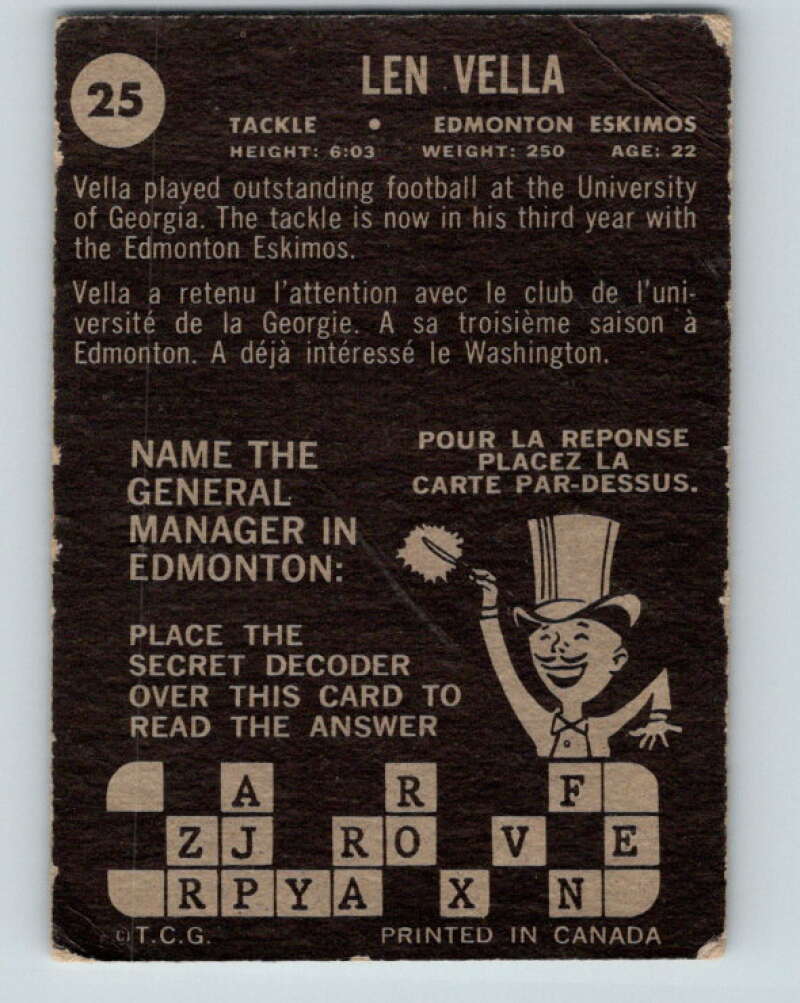 25
LEN VELLA
TACKLE • EDMONTON ESKIMOS
HEIGHT: 6:03 WEIGHT: 250 AGE: 22
Vella played outstanding football at the University
of Georgia. The tackle is now in his third year with
the Edmonton Eskimos.
Vella a retenu l'attention avec le club de l'uni-
versité de la Georgie. A sa troisième saison à
Edmonton. A déjà intéressé le Washington.
NAME THE
GENERAL
MANAGER IN
EDMONTON:
POUR LA REPONSE
PLACEZ LA
CARTE PAR-DESSUS.
PLACE THE
SECRET DECODER
OVER THIS CARD TO
READ THE ANSWER
A R F
Z J R O V E
R P Y A X N
© T.C.G. PRINTED IN CANADA